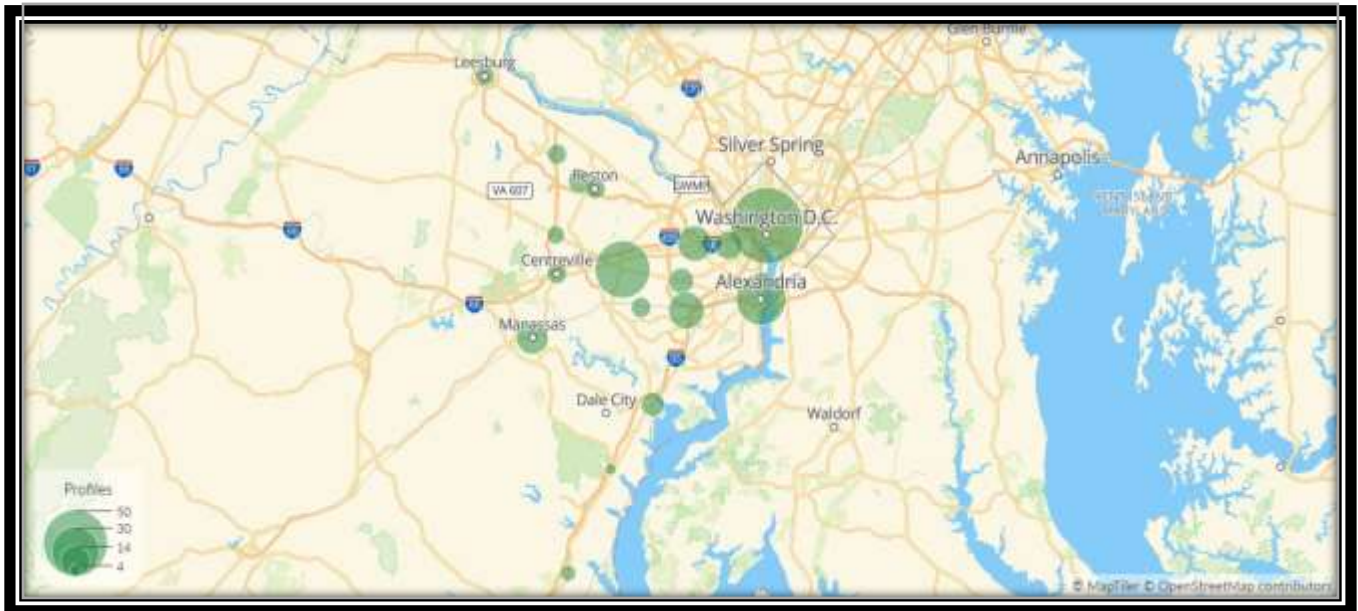 Glen Burnie
Leesburg
Silver Spring
Annapolis
Reston
VA 607
GWMP
Washington D.C.
Centreville
Alexandria
Manassas
Dale City
Waldorf
Profiles
50
30
14
4
© MapTiler © OpenStreetMap contributors